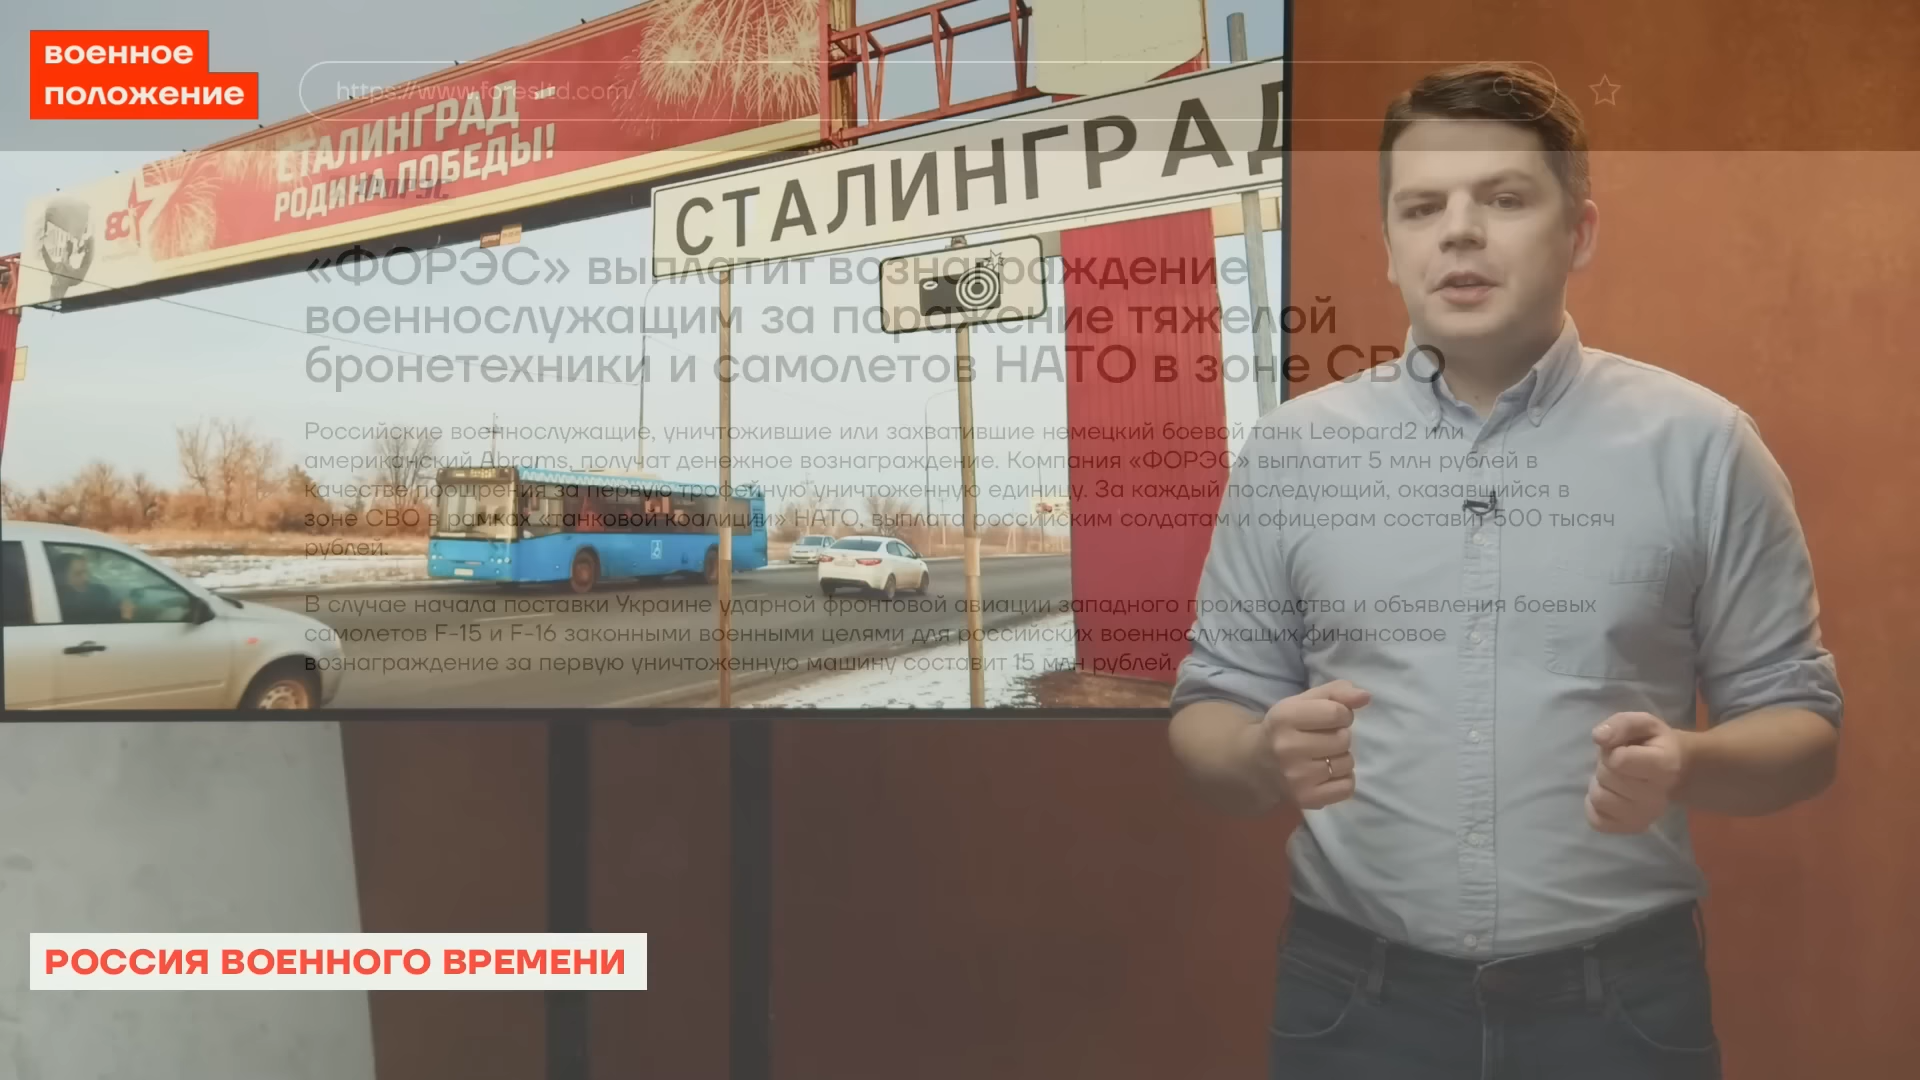 военное
положение
https://www.foresltd.com/
СТАЛИНГРАД –
РОДИНА ПОБЕДЫ!
СТАЛИНГРАД
ФОРЭС
«ФОРЭС» выплатит вознаграждение
военнослужащим за поражение тяжелой
бронетехники и самолетов НАТО в зоне СВО
Российские военнослужащие, уничтожившие или захватившие немецкий боевой танк Leopard2 или
американский Abrams, получат денежное вознаграждение. Компания «ФОРЭС» выплатит 5 млн рублей в
качестве поощрения за первую трофейную уничтоженную единицу. За каждый последующий, оказавшийся в
зоне СВО в рамках «танковой коалиции» НАТО, выплата российским солдатам и офицерам составит 500 тысяч
рублей.
В случае начала поставки Украине ударной фронтовой авиации западного производства и объявления боевых
самолетов F-15 и F-16 законными военными целями для российских военнослужащих финансовое
вознаграждение за первую уничтоженную машину составит 15 млн рублей.
РОССИЯ ВОЕННОГО ВРЕМЕНИ